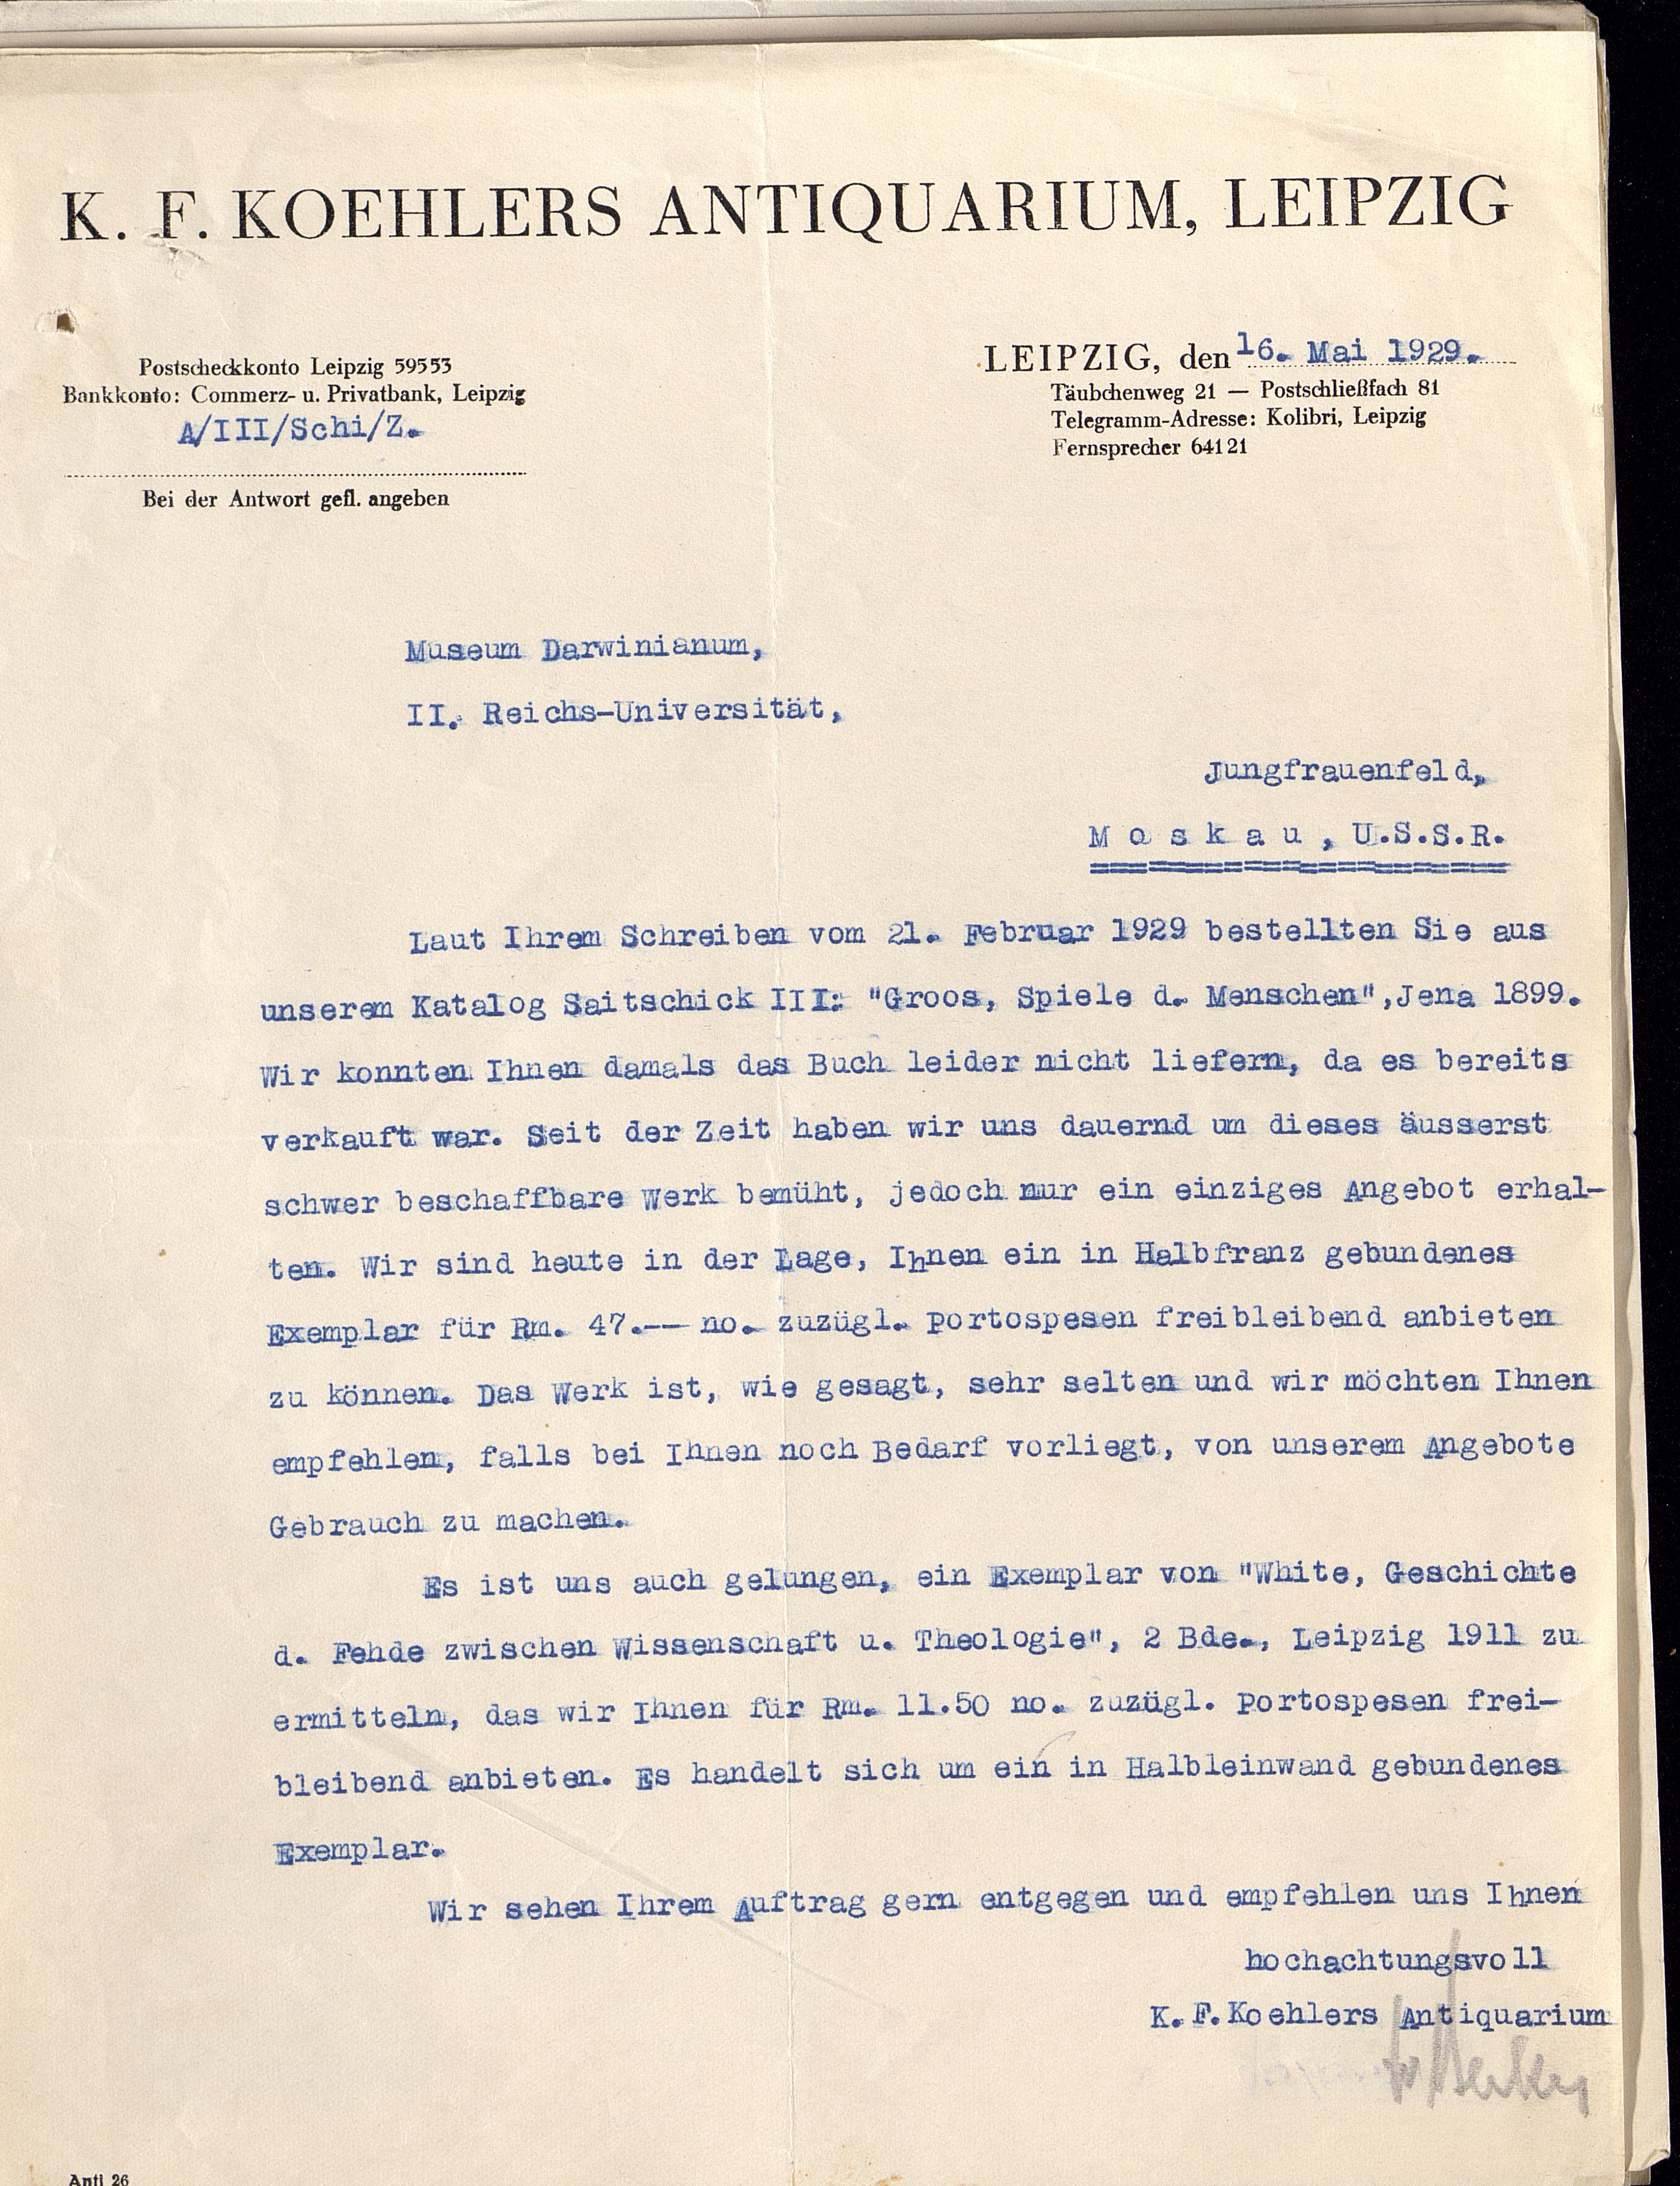 K. F. KOEHLERS ANTIQUARIUM, LEIPZIG
Postscheckkonto Leipzig 59553
Bankkonto: Commerz- u. Privatbank, Leipzig
A/III/Schi/Z.
Bei der Antwort gefl. angeben
LEIPZIG, den 16. Mai 1929.
Täubchenweg 21 — Postschließfach 81
Telegramm-Adresse: Kolibri, Leipzig
Fernsprecher 64121
Museum Darwinianum,
II. Reichs-Universität,
Jungfrauenfeld,
M o s k a u , U.S.S.R.
Laut Ihrem Schreiben vom 21. Februar 1929 bestellten Sie aus
unserem Katalog Saitschick III: "Groos, Spiele d. Menschen",Jena 1899.
Wir konnten Ihnen damals das Buch leider nicht liefern, da es bereits
verkauft war. Seit der Zeit haben wir uns dauernd um dieses äusserst
schwer beschaffbare Werk bemüht, jedoch nur ein einziges Angebot erhal-
ten. Wir sind heute in der Lage, Ihnen ein in Halbfranz gebundenes
Exemplar für Rm. 47.-- no. zuzügl. Portospesen freibleibend anbieten
zu können. Das Werk ist, wie gesagt, sehr selten und wir möchten Ihnen
empfehlen, falls bei Ihnen noch Bedarf vorliegt, von unserem Angebote
Gebrauch zu machen.
Es ist uns auch gelungen, ein Exemplar von "White, Geschichte
d. Fehde zwischen Wissenschaft u. Theologie", 2 Bde., Leipzig 1911 zu
ermitteln, das wir Ihnen für Rm. 11.50 no. zuzügl. Portospesen frei-
bleibend anbieten. Es handelt sich um ein in Halbleinwand gebundenes
Exemplar.
Wir sehen Ihrem Auftrag gern entgegen und empfehlen uns Ihnen
hochachtungsvoll
K. F. Koehlers Antiquarium
Anti 26